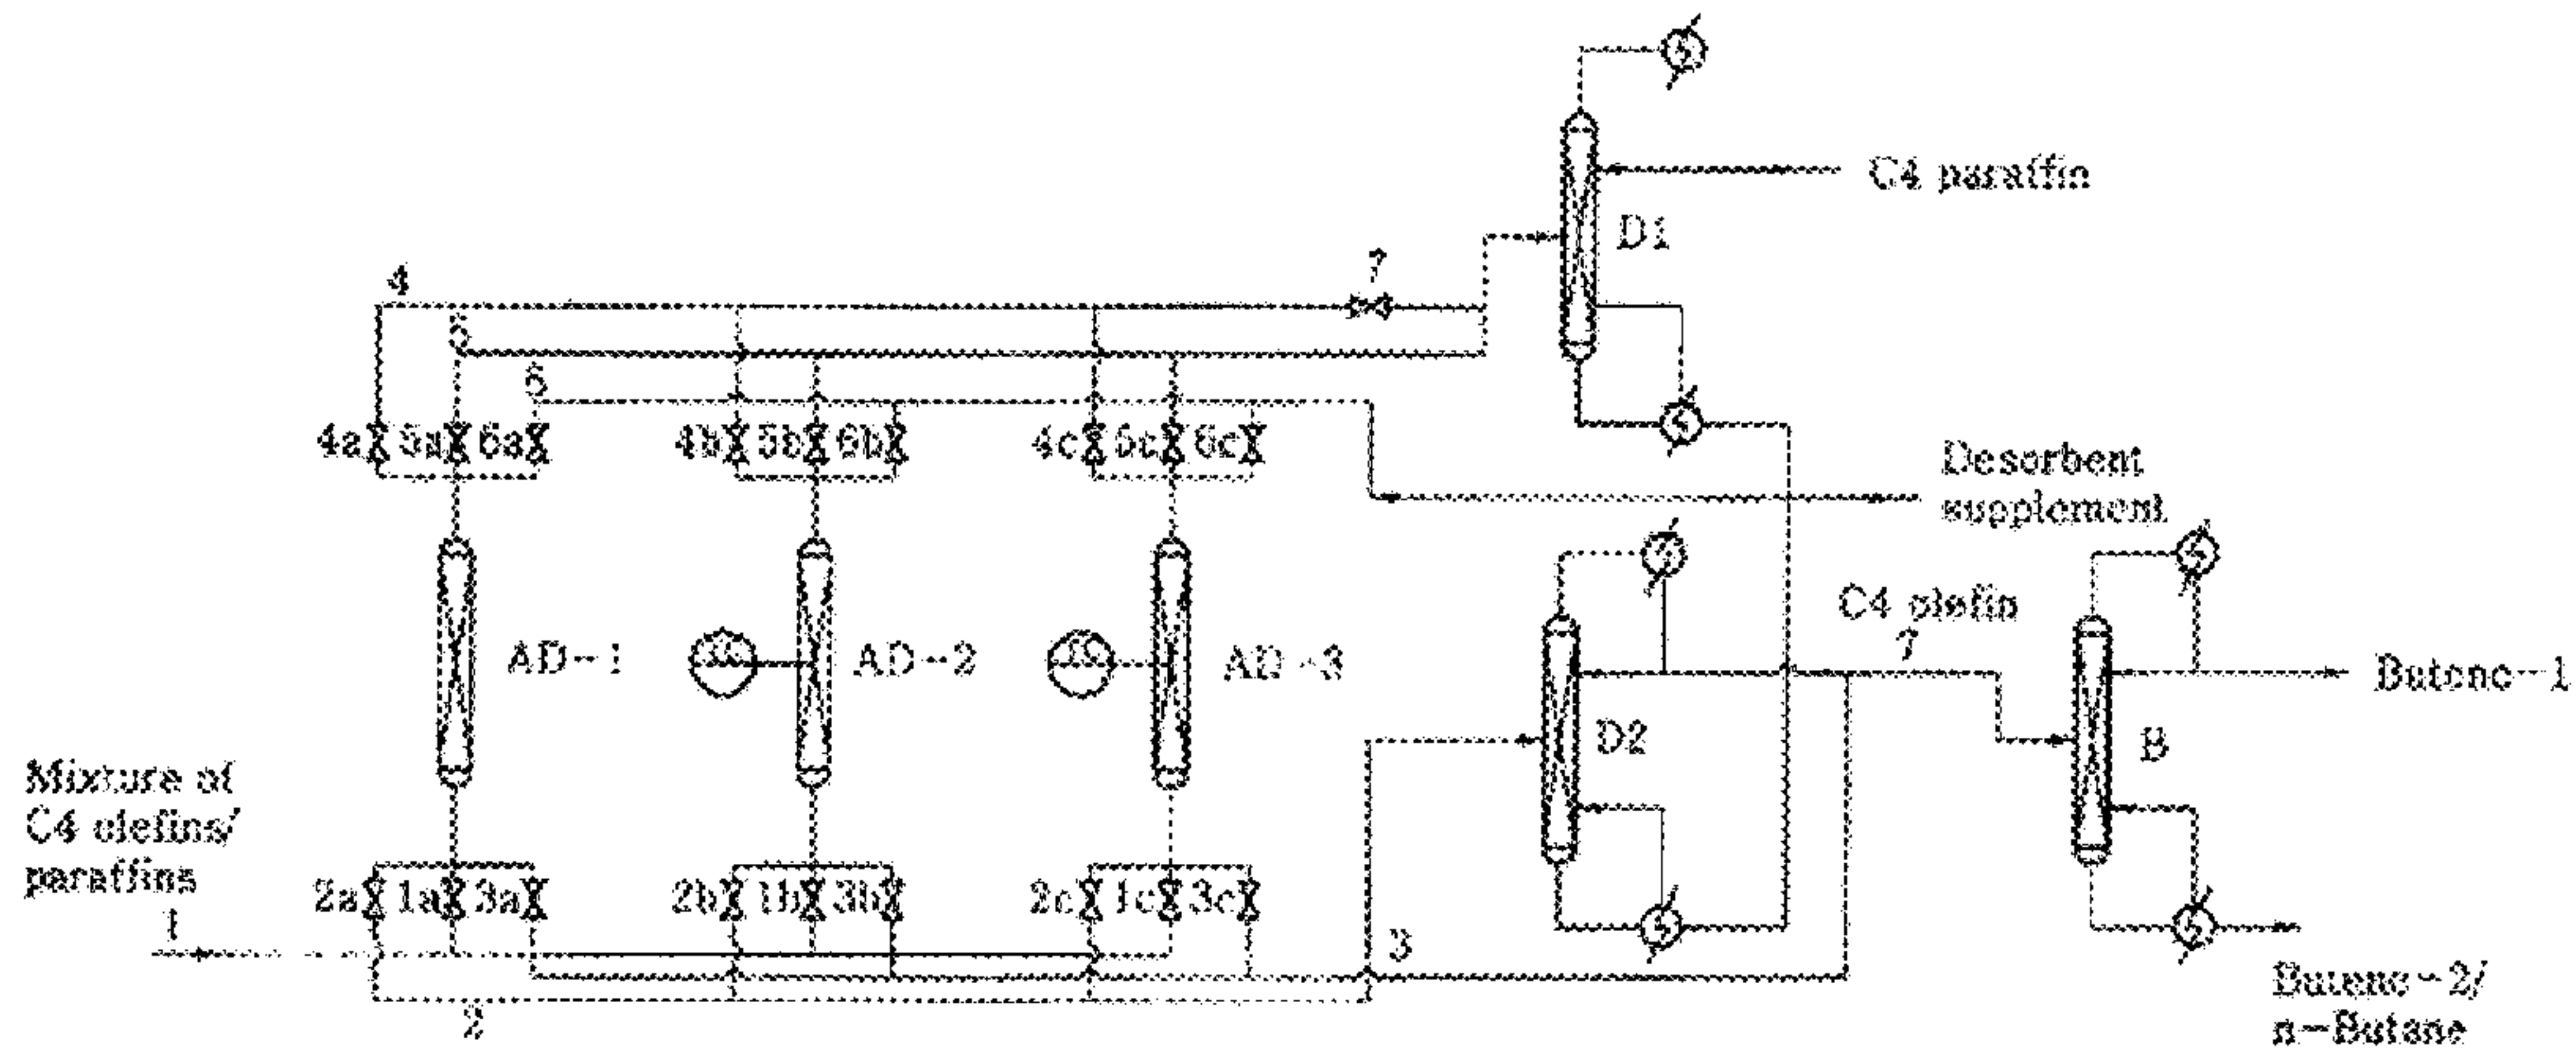 C4 paraffin
D1
7
4
5
6
4a 5a 6a
4b 5b 6b
4c 5c 6c
Desorbent
supplement
C4 olefin
7
AD-1
AD-2
AD-3
Butene-1
D2
B
Mixture of
C4 olefins/
paraffins
1
2a 1a 3a
2b 1b 3b
2c 1c 3c
3
2
Butene-2/
n-Butane